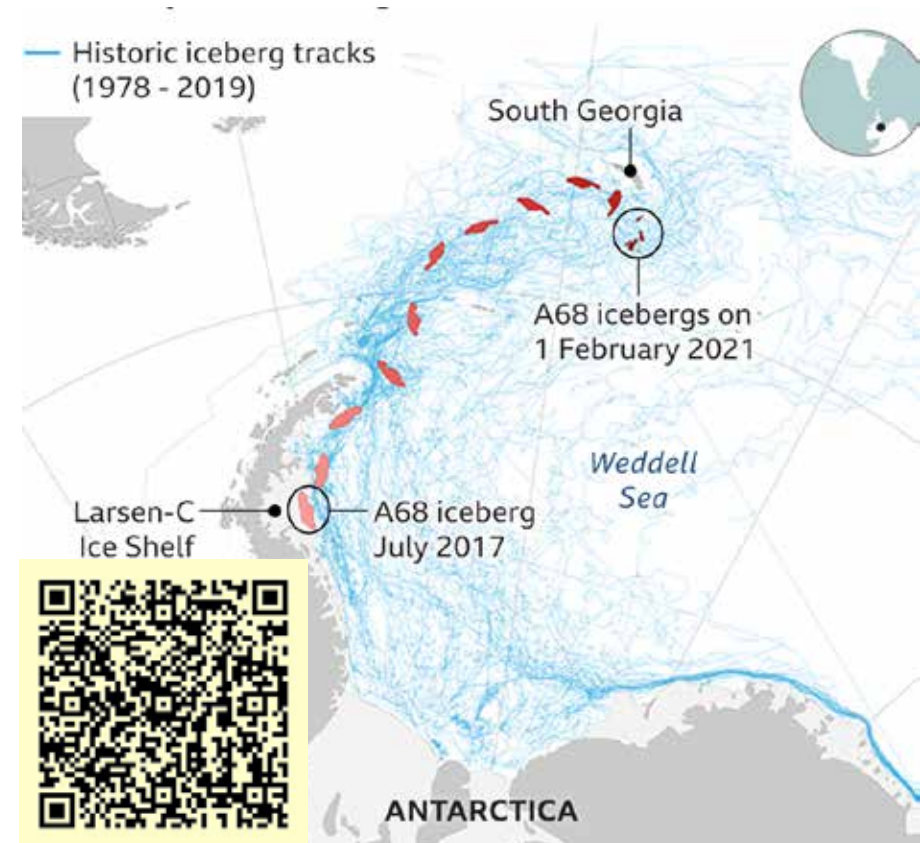 Historic iceberg tracks
(1978 - 2019)
South Georgia
A68 icebergs on
1 February 2021
Weddell
Sea
Larsen-C
Ice Shelf
A68 iceberg
July 2017
ANTARCTICA